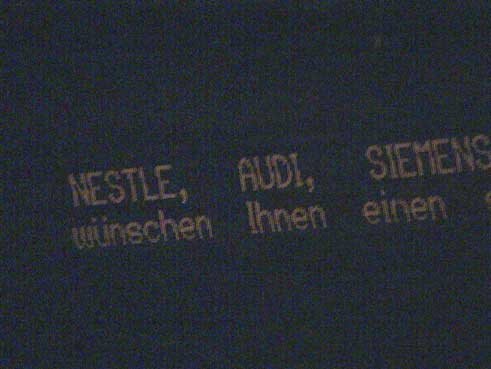 NESTLE, AUDI, SIEMENS
wünschen Ihnen einen